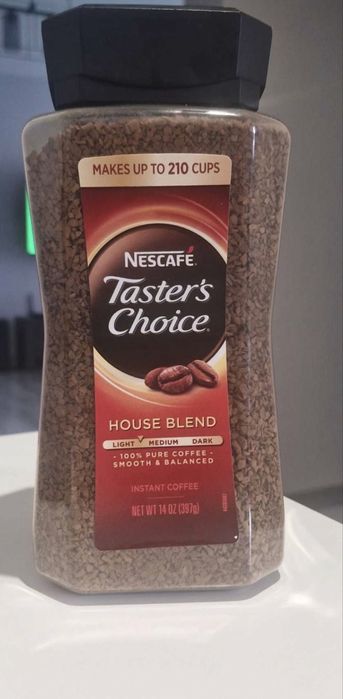 MAKES UP TO 210 CUPS
NESCAFÉ
Taster's
Choice
HOUSE BLEND
LIGHT MEDIUM DARK
- 100% PURE COFFEE -
SMOOTH & BALANCED
INSTANT COFFEE
NET WT 14 OZ (397g)